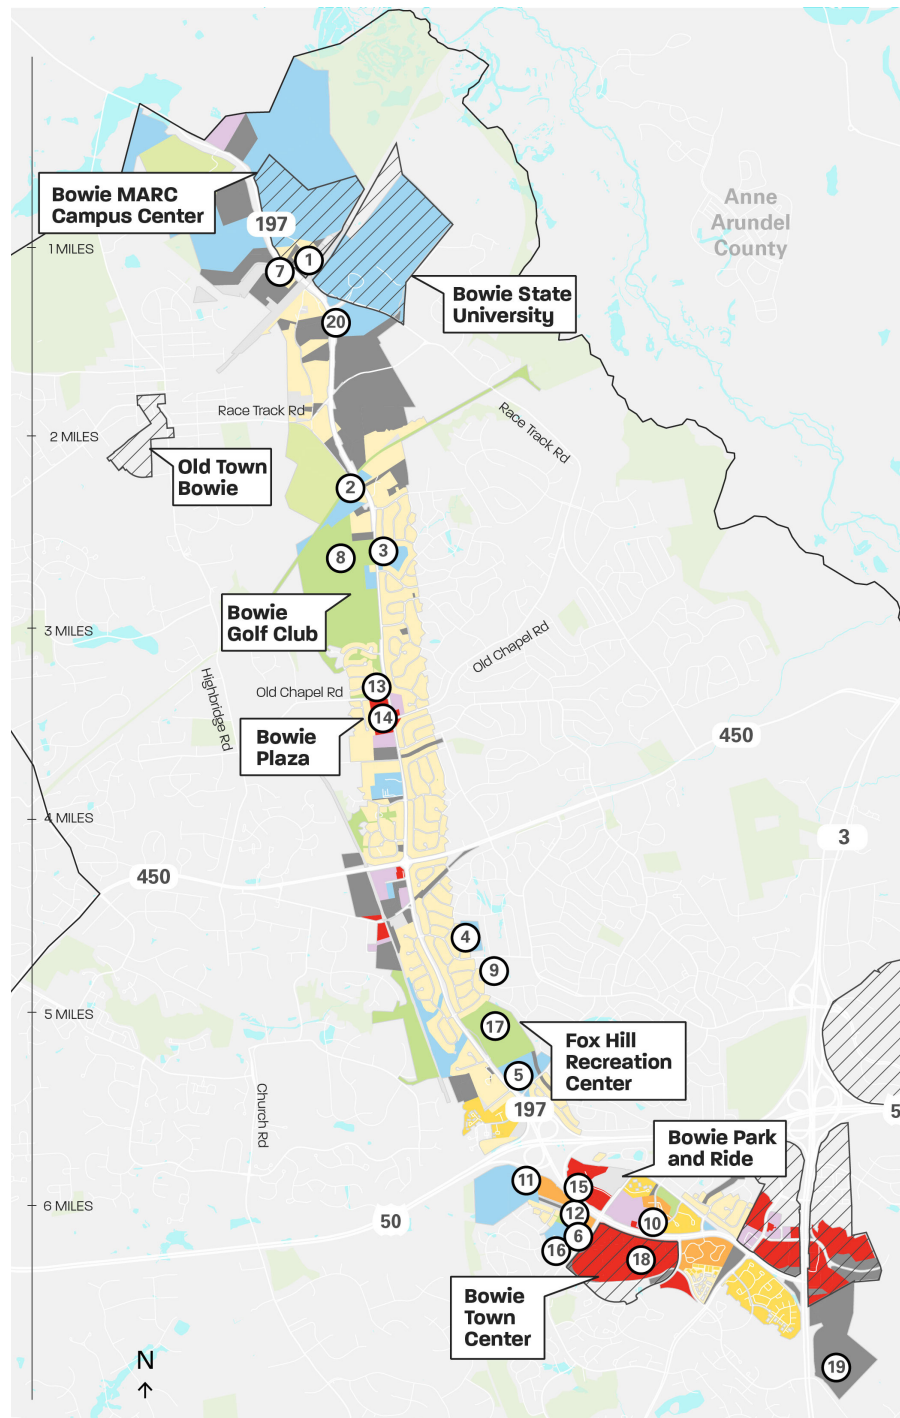 Anne
Arundel
County
Bowie MARC
Campus Center
197
1 MILES
1
7
Bowie State
University
20
Race Track Rd
Race Track Rd
2 MILES
Old Town
Bowie
2
3
8
Bowie
Golf Club
3 MILES
Old Chapel Rd
Highbridge Rd
Old Chapel Rd
13
14
Bowie
Plaza
450
4 MILES
3
450
4
9
5 MILES
17
Fox Hill
Recreation
Center
5
197
5
Church Rd
Bowie Park
and Ride
11
15
6 MILES
12
50
10
6
16
18
Bowie
Town
Center
N
19